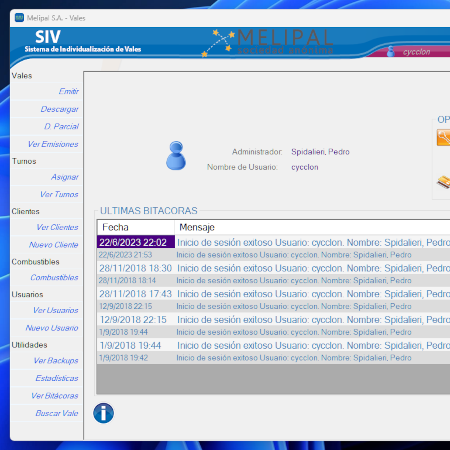 Melipal S.A. - Vales
SIV
Sistema de Individualización de Vales
MELIPAL
sociedad anónima
cycclon
Vales
Emitir
Descargar
D. Parcial
Ver Emisiones
Turnos
Asignar
Ver Turnos
Clientes
Ver Clientes
Nuevo Cliente
Combustibles
Combustibles
Usuarios
Ver Usuarios
Nuevo Usuario
Utilidades
Ver Backups
Estadísticas
Ver Bitácoras
Buscar Vale
OP
Administrador: Spidalieri, Pedro
Nombre de Usuario: cycclon
ULTIMAS BITACORAS
Fecha Mensaje
22/6/2023 22:02 Inicio de sesión exitoso Usuario: cycclon. Nombre: Spidalieri, Pedro
22/6/2023 21:53 Inicio de sesión exitoso Usuario: cycclon. Nombre: Spidalieri, Pedro
28/11/2018 18:30 Inicio de sesión exitoso Usuario: cycclon. Nombre: Spidalieri, Pedro
28/11/2018 18:14 Inicio de sesión exitoso Usuario: cycclon. Nombre: Spidalieri, Pedro
28/11/2018 17:43 Inicio de sesión exitoso Usuario: cycclon. Nombre: Spidalieri, Pedro
12/9/2018 22:15 Inicio de sesión exitoso Usuario: cycclon. Nombre: Spidalieri, Pedro
12/9/2018 22:15 Inicio de sesión exitoso Usuario: cycclon. Nombre: Spidalieri, Pedro
1/9/2018 19:44 Inicio de sesión exitoso Usuario: cycclon. Nombre: Spidalieri, Pedro
1/9/2018 19:44 Inicio de sesión exitoso Usuario: cycclon. Nombre: Spidalieri, Pedro
1/9/2018 19:42 Inicio de sesión exitoso Usuario: cycclon. Nombre: Spidalieri, Pedro